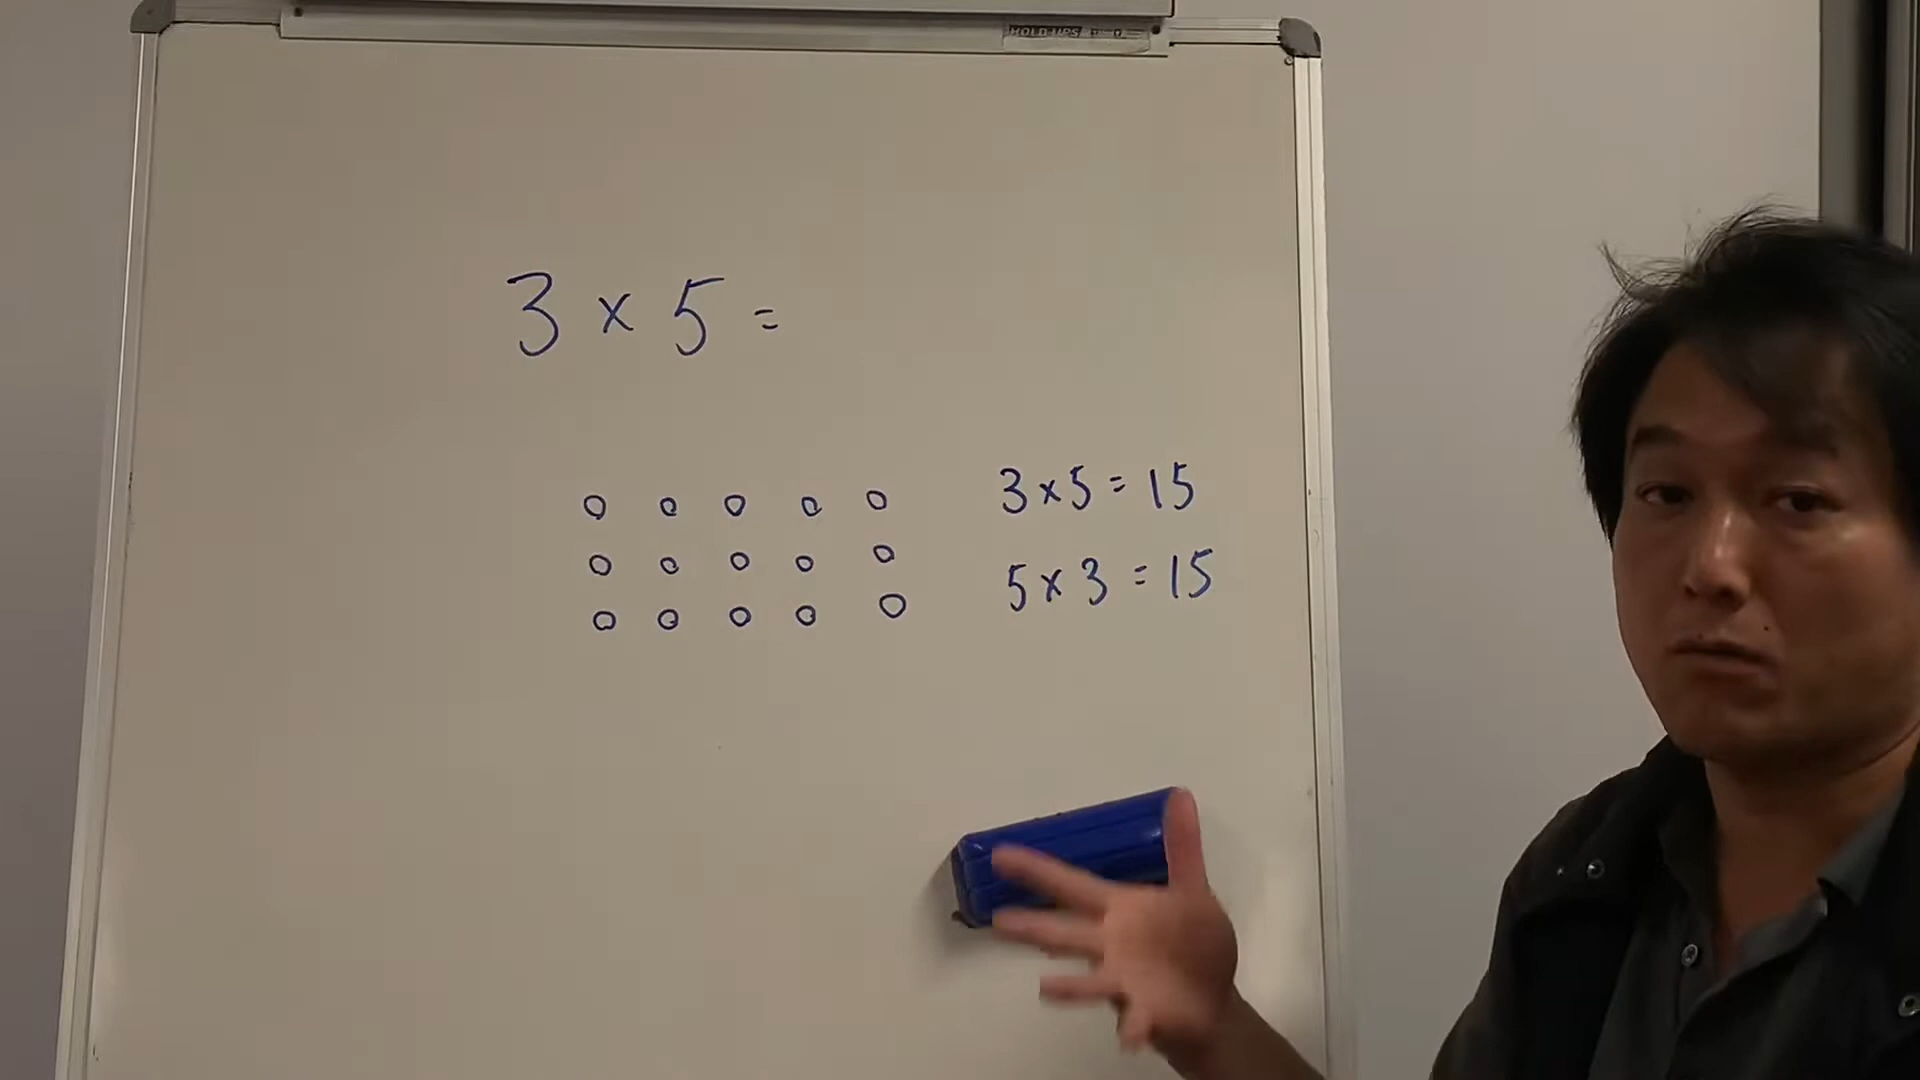 HOLD-UPS
3 x 5 =
3 x 5 = 15
5 x 3 = 15